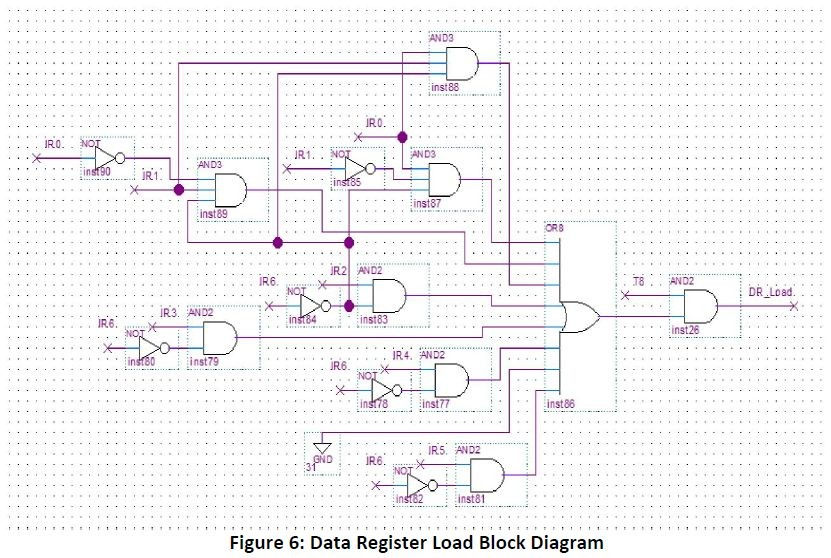 AND3
inst88
IR0.
IR0.
NOT
inst90
IR1.
AND3
inst89
IR1.
NOT
inst85
AND3
inst87
OR8
IR6.
NOT
inst84
IR2.
AND2
inst83
T8
AND2
inst26
DR_Load.
IR6.
NOT
inst80
IR3.
AND2
inst79
IR6.
NOT
inst78
IR4.
AND2
inst77
inst86
GND
31
IR6.
NOT
inst82
IR5.
AND2
inst81
Figure 6: Data Register Load Block Diagram